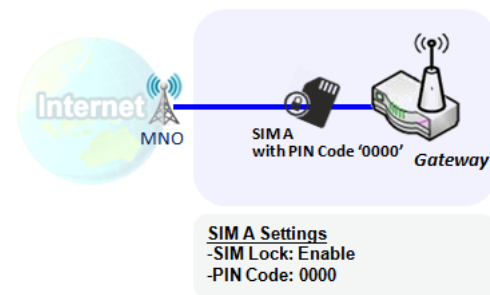 Internet
MNO
SIM A
with PIN Code ‘0000’
Gateway
SIM A Settings
-SIM Lock: Enable
-PIN Code: 0000